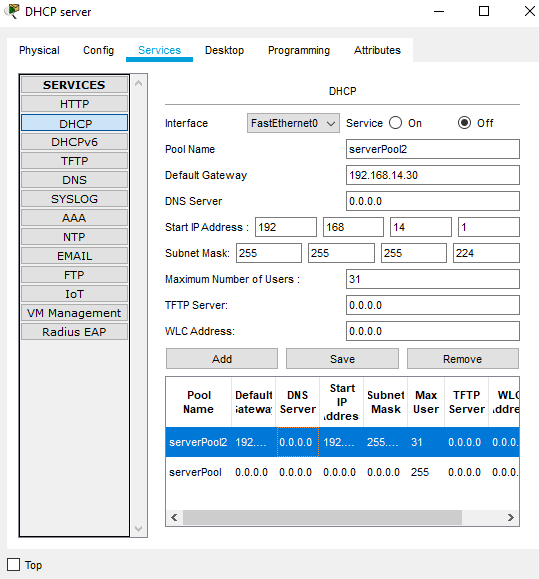 DHCP server
Physical Config Services Desktop Programming Attributes
SERVICES
HTTP
DHCP
DHCPv6
TFTP
DNS
SYSLOG
AAA
NTP
EMAIL
FTP
IoT
VM Management
Radius EAP
DHCP
Interface FastEthernet0 Service On Off
Pool Name serverPool2
Default Gateway 192.168.14.30
DNS Server 0.0.0.0
Start IP Address : 192 168 14 1
Subnet Mask: 255 255 255 224
Maximum Number of Users : 31
TFTP Server: 0.0.0.0
WLC Address: 0.0.0.0
Add Save Remove
Pool Name Default Gateway DNS Server Start IP Addres Subnet Mask Max User TFTP Server WLC Addre
serverPool2 192.... 0.0.0.0 192.... 255.... 31 0.0.0.0 0.0.0....
serverPool 0.0.0.0 0.0.0.0 0.0.0.0 0.0.0.0 255 0.0.0.0 0.0.0....
Top